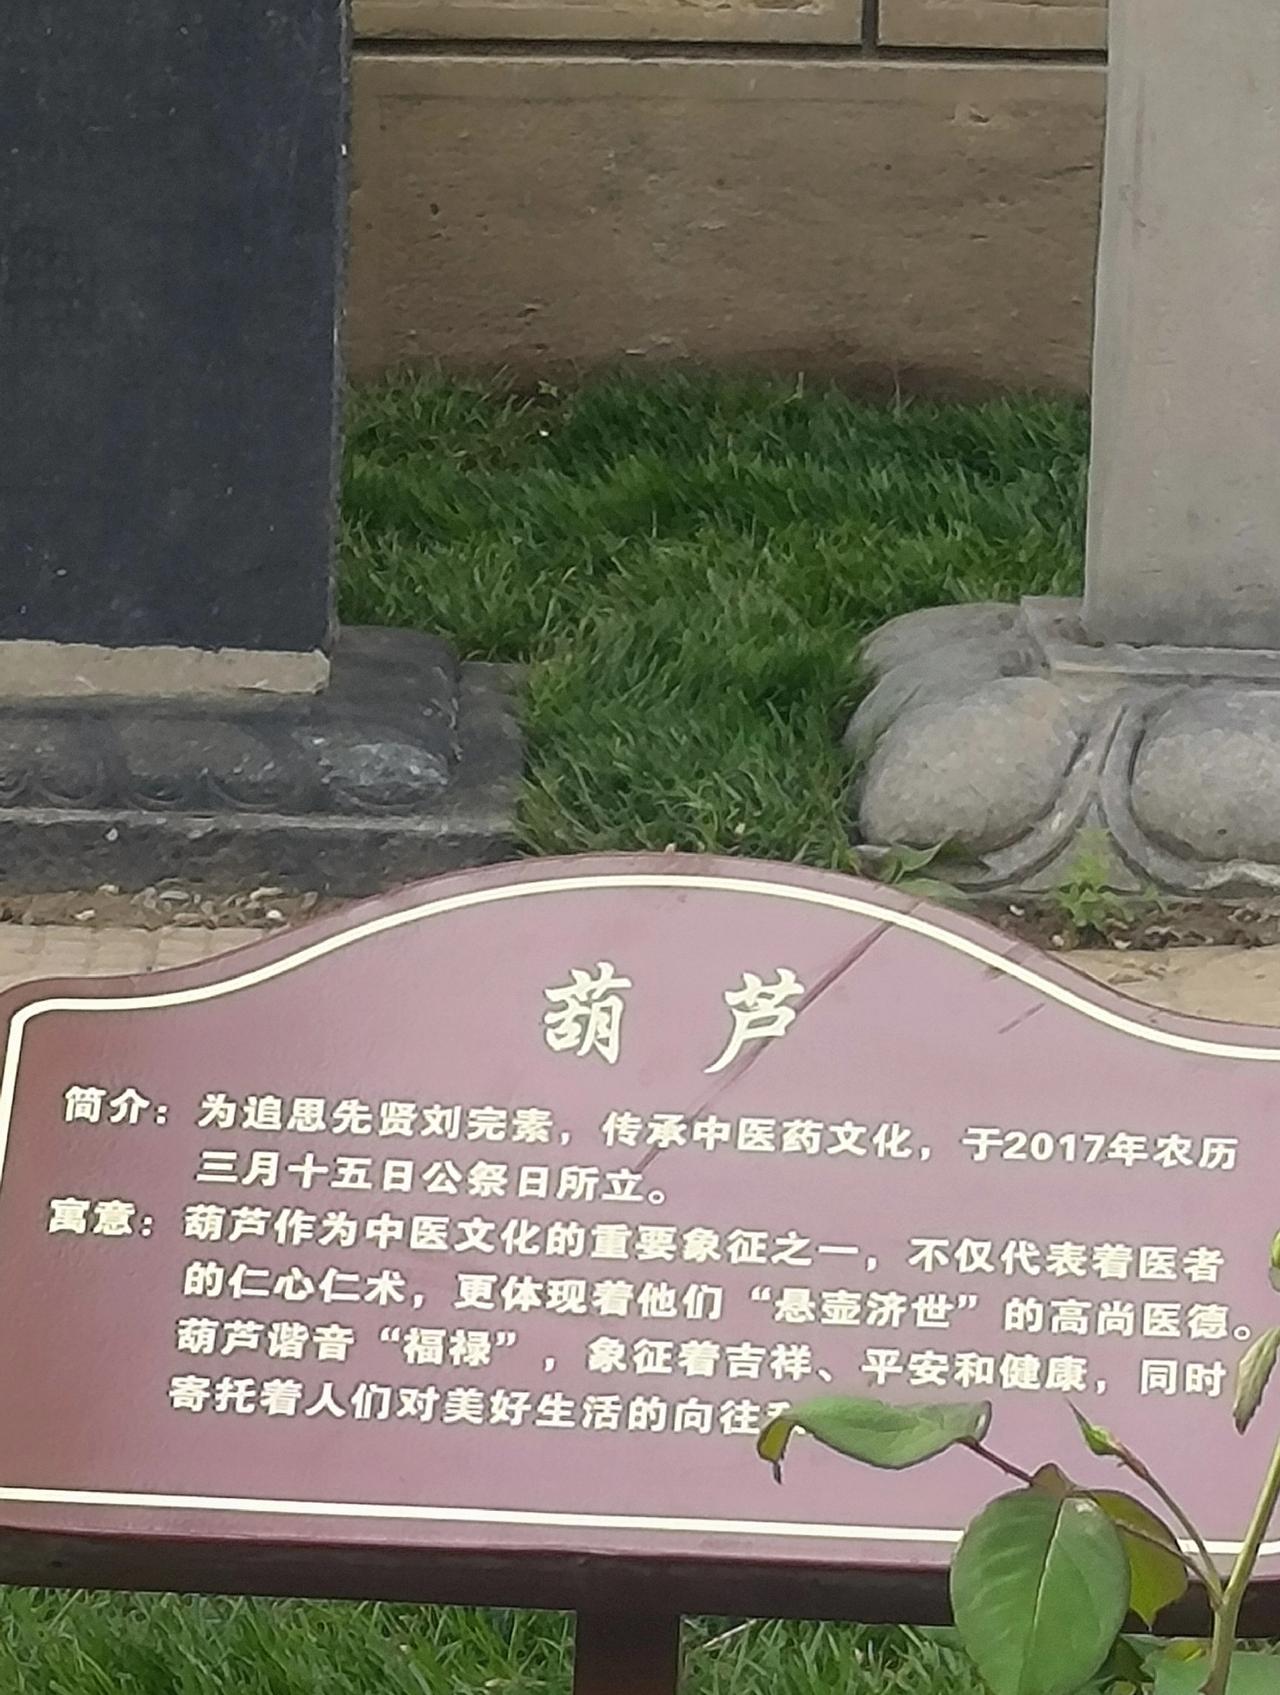 葫芦
简介：为追思先贤刘完素，传承中医药文化，于2017年农历
三月十五日公祭日所立。
寓意：葫芦作为中医文化的重要象征之一，不仅代表着医者
的仁心仁术，更体现着他们“悬壶济世”的高尚医德。
葫芦谐音“福禄”，象征着吉祥、平安和健康，同时
寄托着人们对美好生活的向往